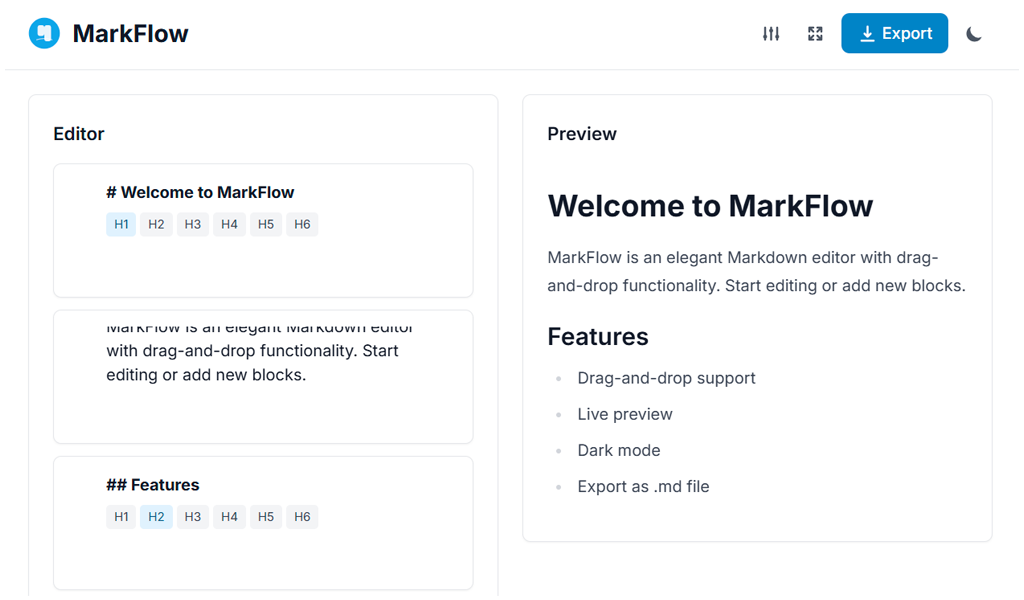 MarkFlow
Export
Editor
# Welcome to MarkFlow
H1 H2 H3 H4 H5 H6
MarkFlow is an elegant Markdown editor
with drag-and-drop functionality. Start
editing or add new blocks.
## Features
H1 H2 H3 H4 H5 H6
Preview
Welcome to MarkFlow
MarkFlow is an elegant Markdown editor with drag-
and-drop functionality. Start editing or add new blocks.
Features
Drag-and-drop support
Live preview
Dark mode
Export as .md file